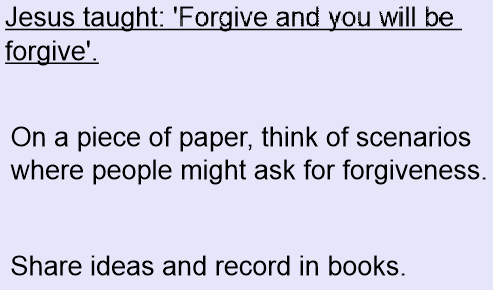 Jesus taught: 'Forgive and you will be
forgive'.
On a piece of paper, think of scenarios
where people might ask for forgiveness.
Share ideas and record in books.